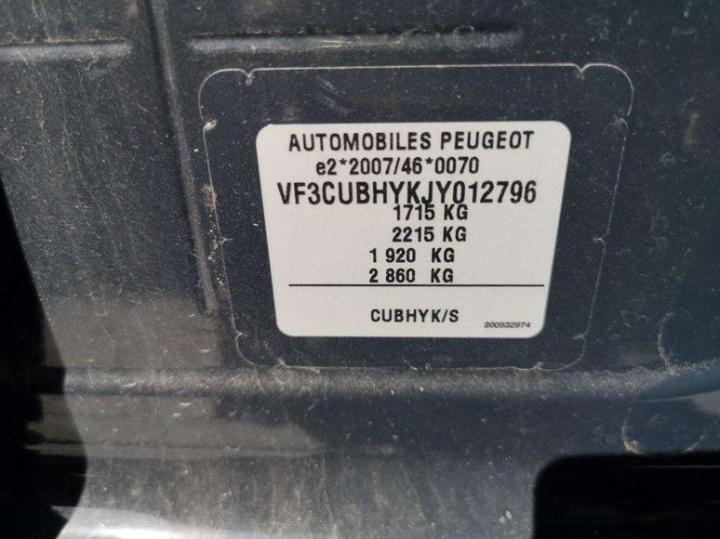 AUTOMOBILES PEUGEOT
e2*2007/46*0070
VF3CUBHYKJY012796
1715 KG
2215 KG
1 920 KG
2 860 KG
CUBHYK/S
200532974